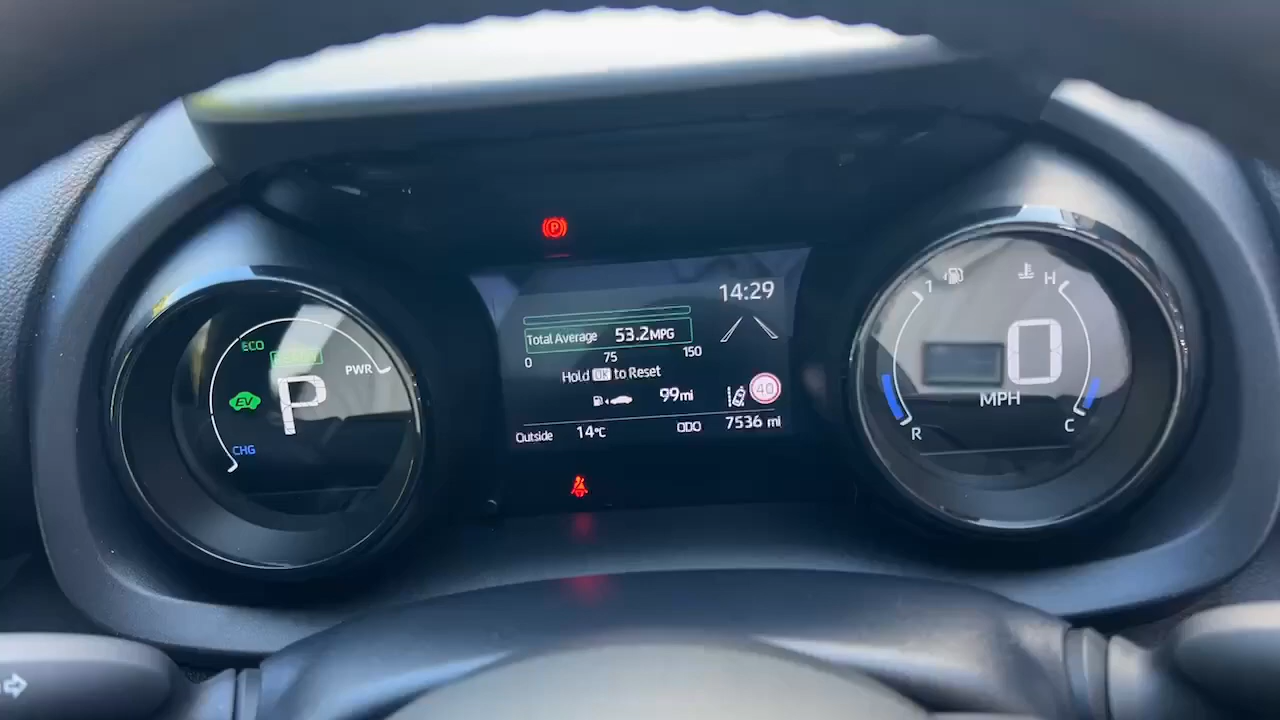 ECO
PWR
EV
P
CHG
P
14:29
Total Average 53.2MPG
0 75 150
Hold OK to Reset
99mi
40
Outside 14°C ODO 7536 mi
1 H
0
MPH
R C